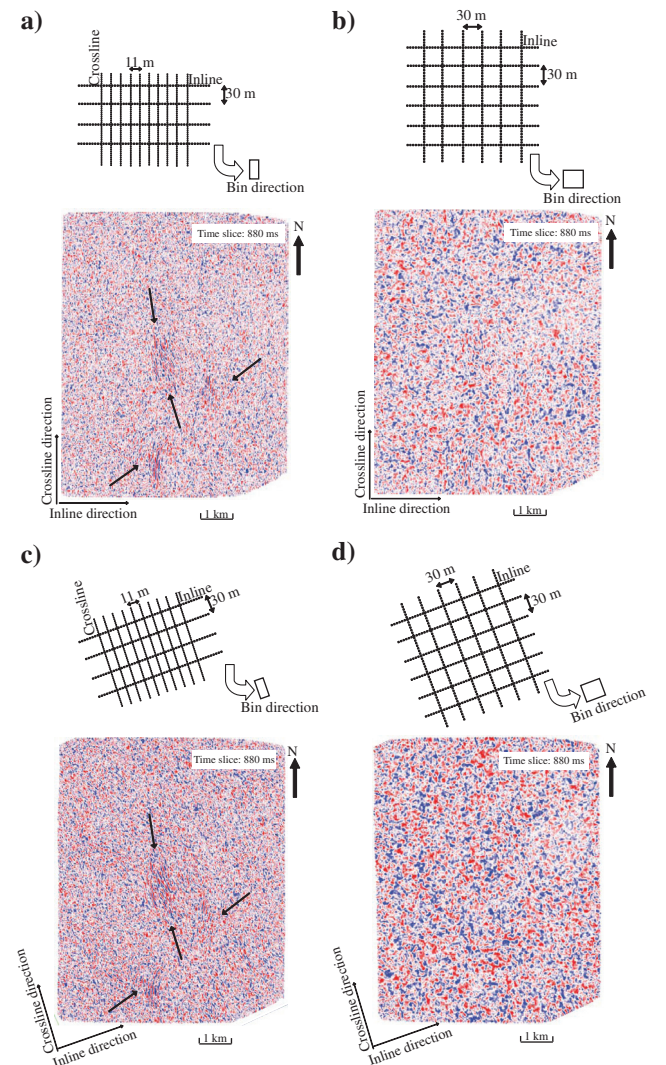 a)
Crossline
11 m
Inline
30 m
Bin direction
Time slice: 880 ms
N
Crossline direction
Inline direction
1 km
b)
30 m
Inline
30 m
Bin direction
Time slice: 880 ms
N
Crossline direction
Inline direction
1 km
c)
Crossline
11 m
Inline
30 m
Bin direction
Time slice: 880 ms
N
Crossline direction
Inline direction
1 km
d)
30 m
Inline
30 m
Bin direction
Time slice: 880 ms
N
Crossline direction
Inline direction
1 km